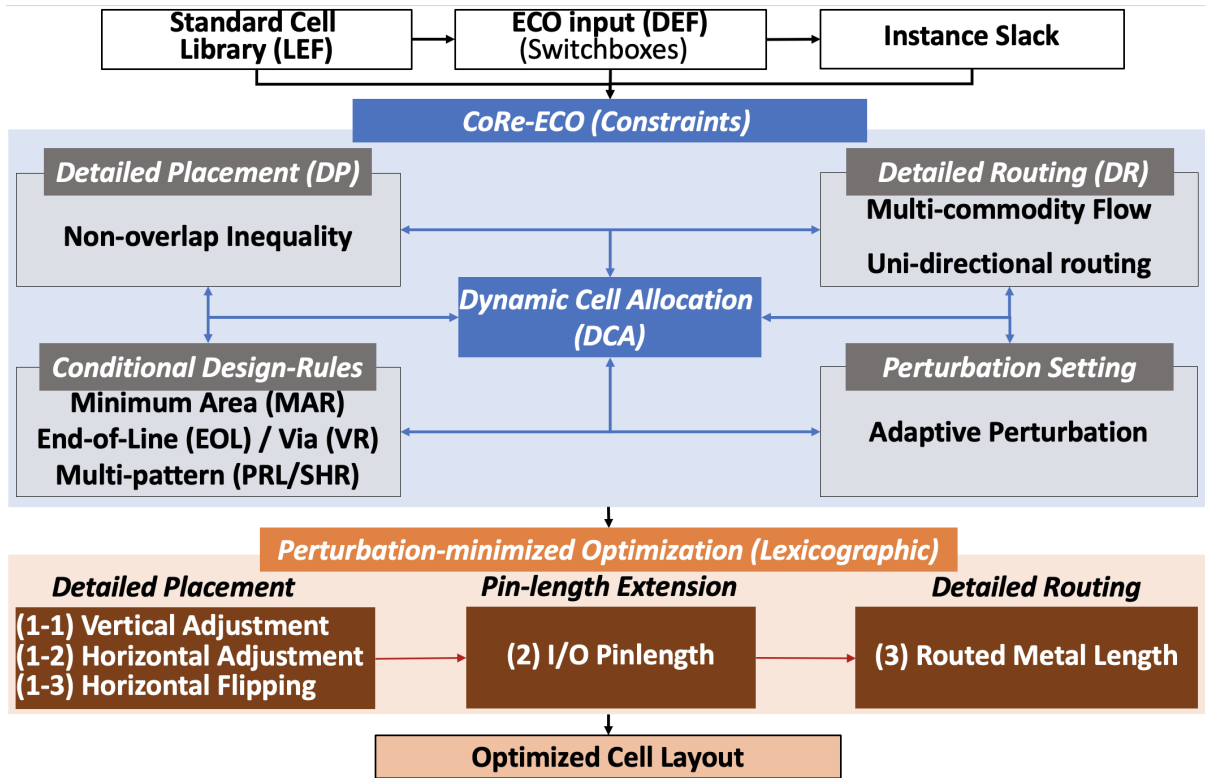 Standard Cell
Library (LEF)
ECO input (DEF)
(Switchboxes)
Instance Slack
CoRe-ECO (Constraints)
Detailed Placement (DP)
Non-overlap Inequality
Detailed Routing (DR)
Multi-commodity Flow
Uni-directional routing
Dynamic Cell Allocation
(DCA)
Conditional Design-Rules
Minimum Area (MAR)
End-of-Line (EOL) / Via (VR)
Multi-pattern (PRL/SHR)
Perturbation Setting
Adaptive Perturbation
Perturbation-minimized Optimization (Lexicographic)
Detailed Placement
(1-1) Vertical Adjustment
(1-2) Horizontal Adjustment
(1-3) Horizontal Flipping
Pin-length Extension
(2) I/O Pinlength
Detailed Routing
(3) Routed Metal Length
Optimized Cell Layout